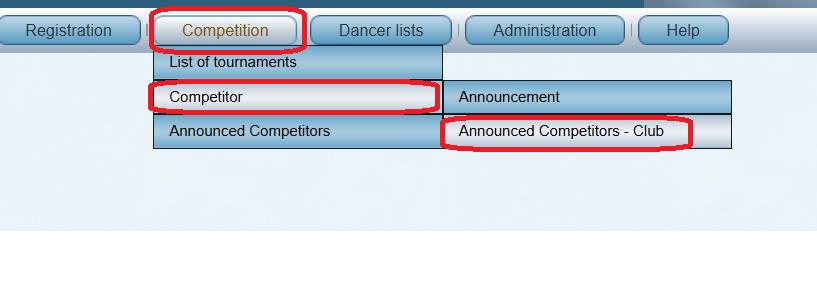 Registration Competition Dancer lists Administration Help
List of tournaments
Competitor Announcement
Announced Competitors Announced Competitors - Club